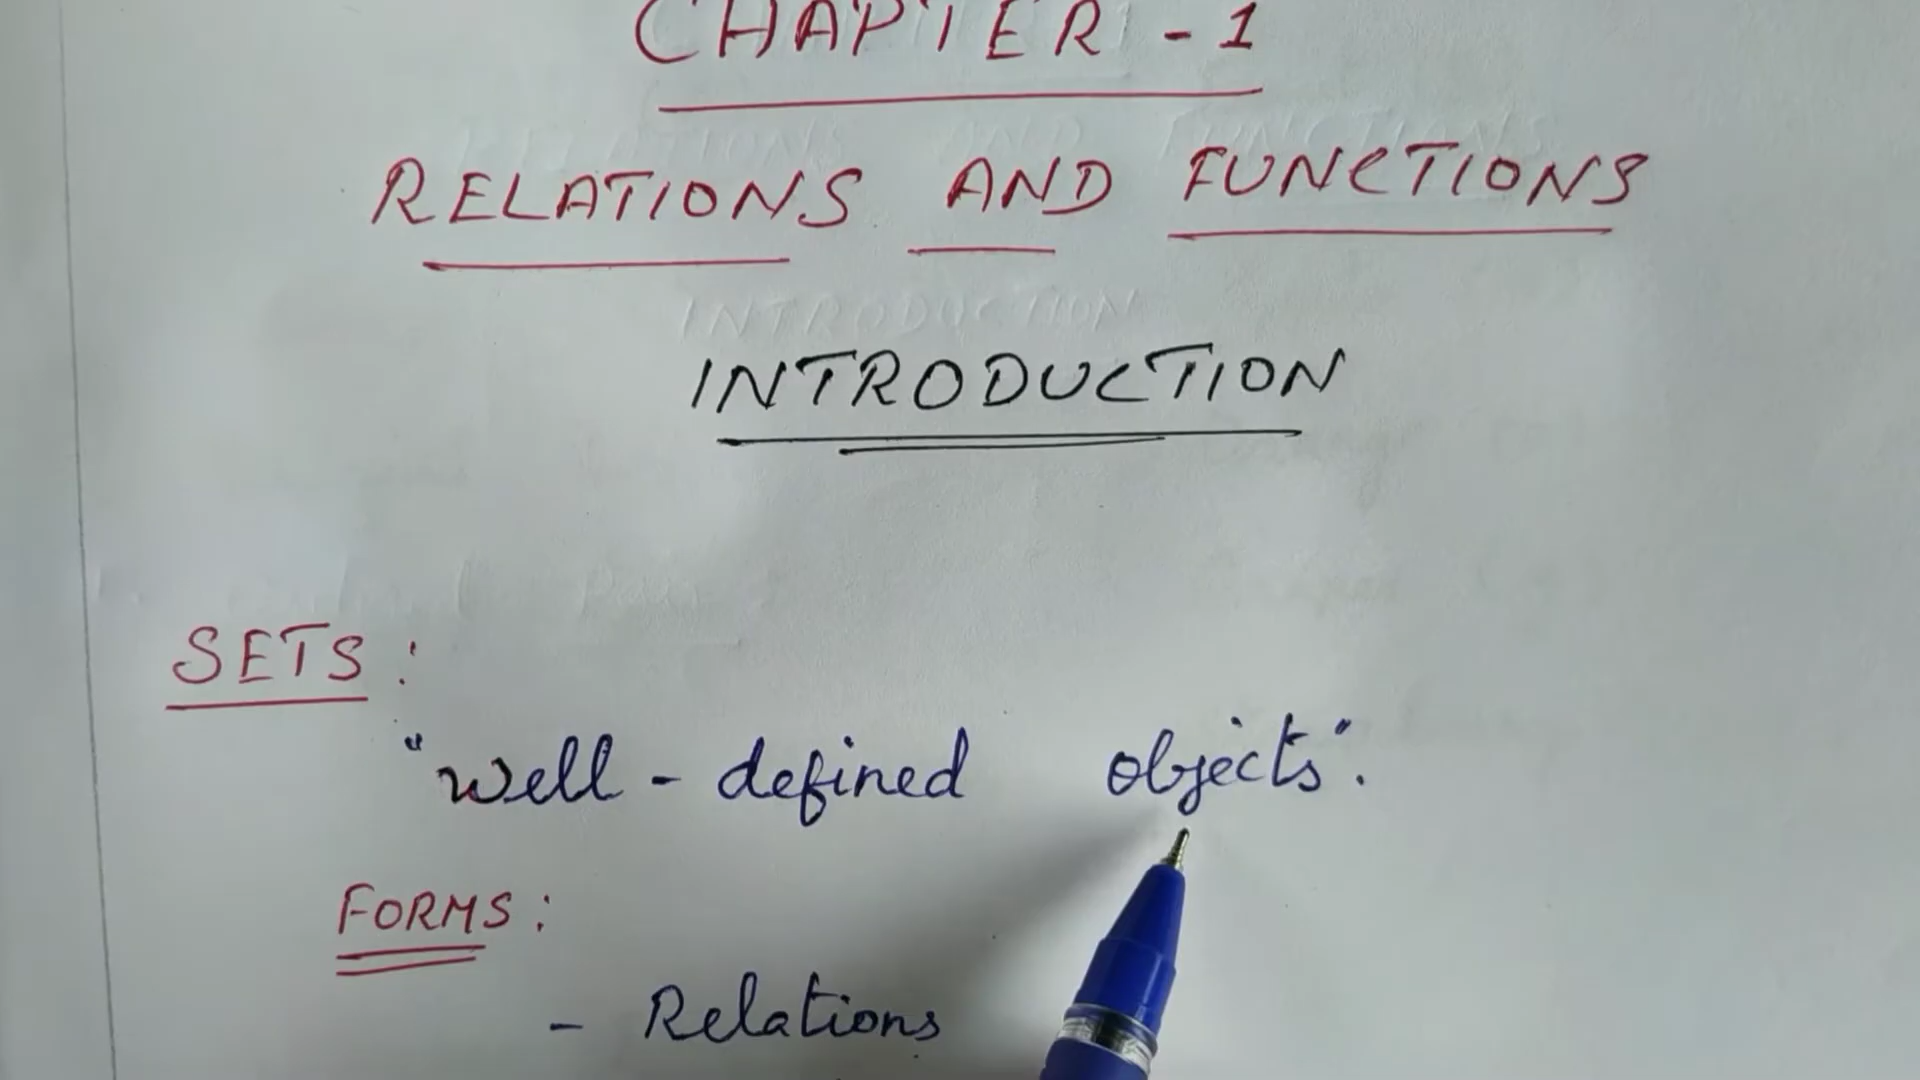 CHAPTER - 1
RELATIONS AND FUNCTIONS
INTRODUCTION
SETS :
"well - defined objects".
FORMS :
- Relations